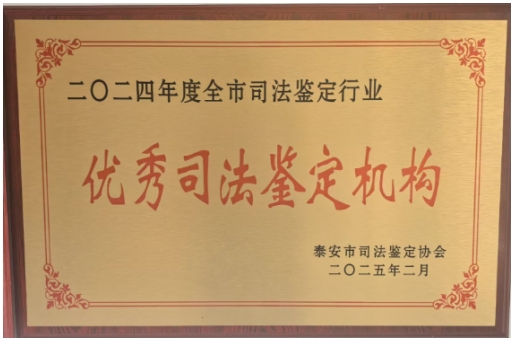 二〇二四年度全市司法鉴定行业
优秀司法鉴定机构
泰安市司法鉴定协会
二〇二五年二月